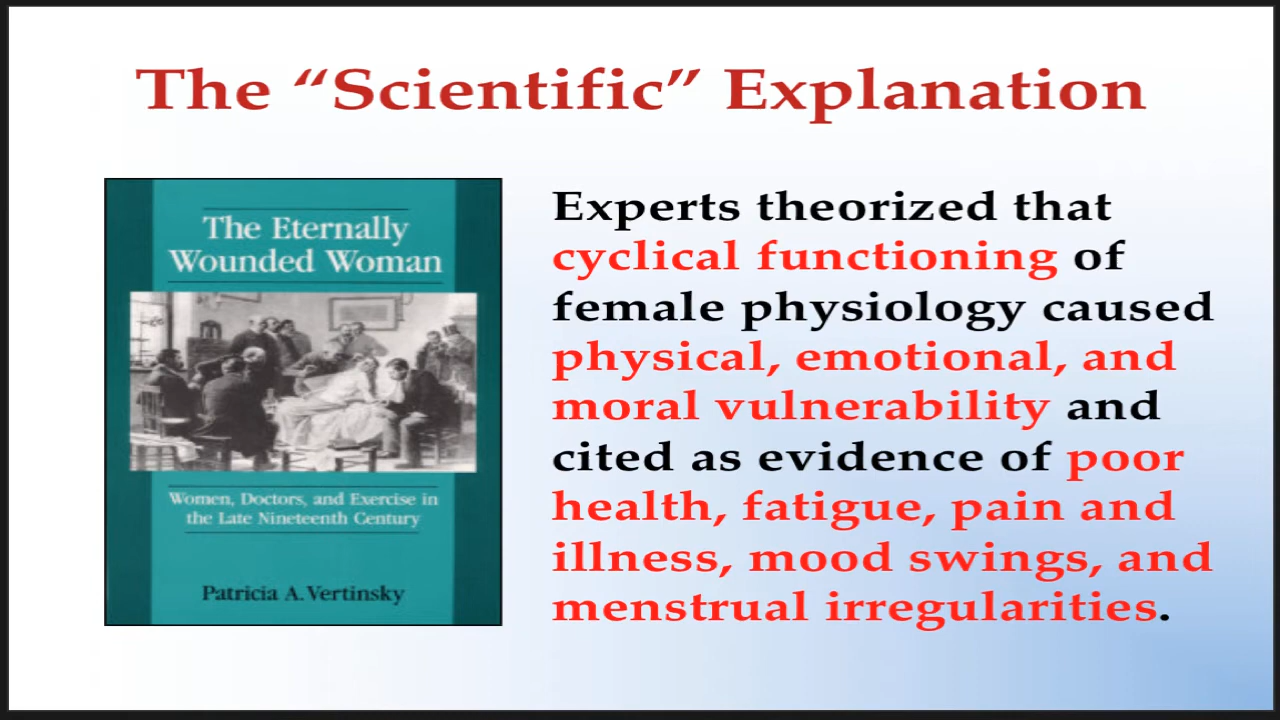 The “Scientific” Explanation
The Eternally
Wounded Woman
Women, Doctors, and Exercise in
the Late Nineteenth Century
Patricia A. Vertinsky
Experts theorized that
cyclical functioning of
female physiology caused
physical, emotional, and
moral vulnerability and
cited as evidence of poor
health, fatigue, pain and
illness, mood swings, and
menstrual irregularities.